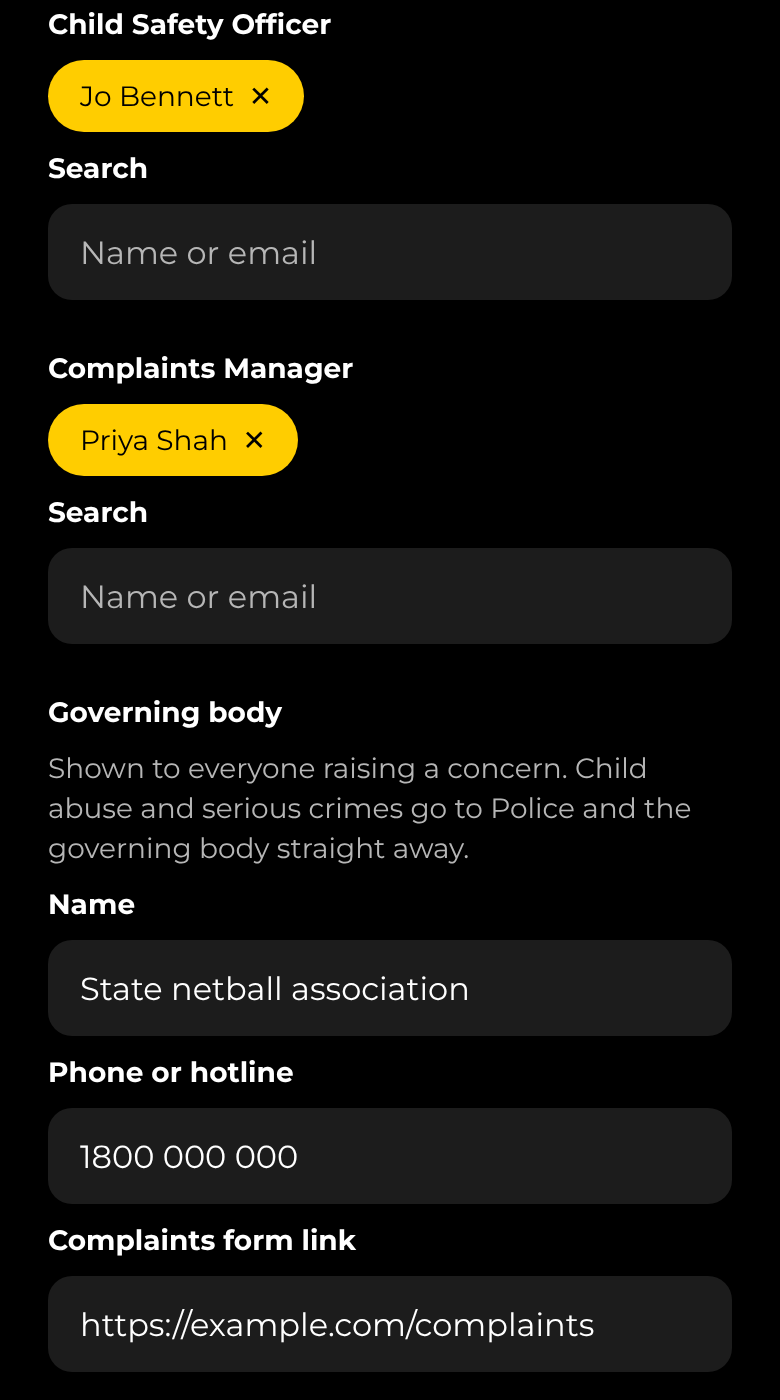 Child Safety Officer
Jo Bennett ✕
Search
Name or email
Complaints Manager
Priya Shah ✕
Search
Name or email
Governing body
Shown to everyone raising a concern. Child
abuse and serious crimes go to Police and the
governing body straight away.
Name
State netball association
Phone or hotline
1800 000 000
Complaints form link
https://example.com/complaints